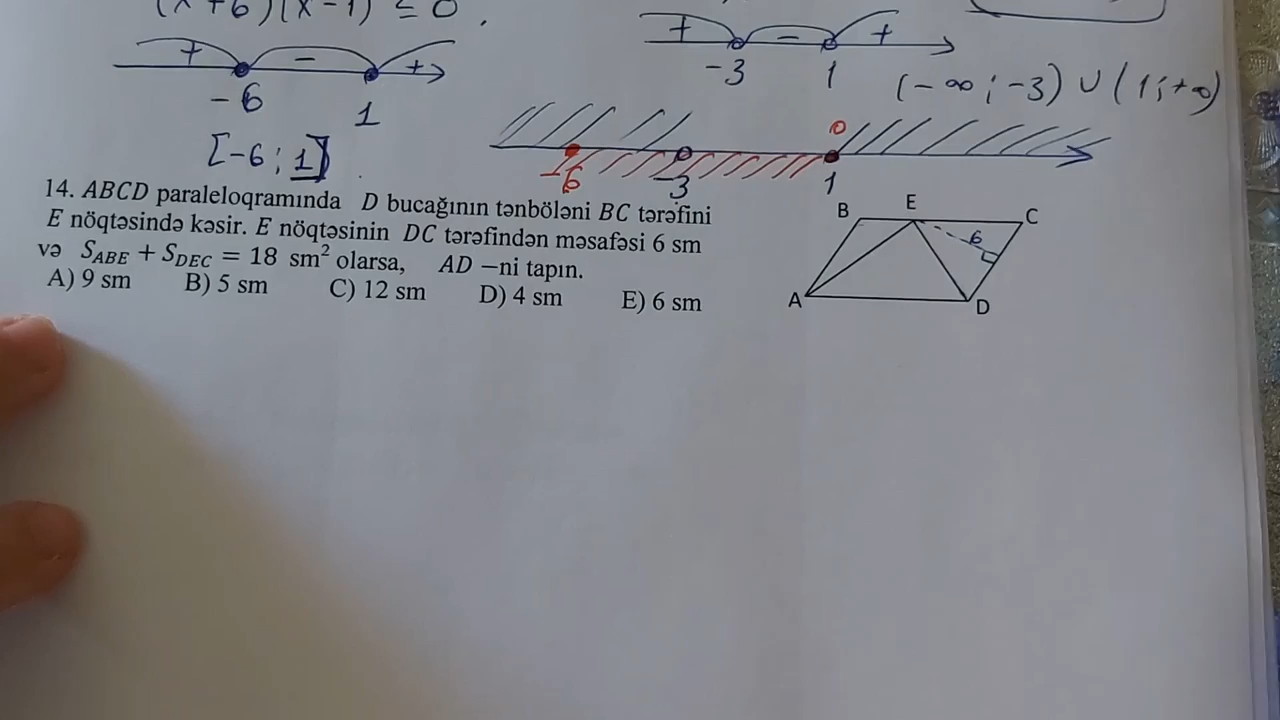 (x+6)(x-1) ≤ 0
+ - +
-6 1
[-6; 1]
+ - +
-3 1
(-∞; -3) ∪ (1; +∞)
-6 -3 1
14. ABCD paraleloqramında D bucağının tənböləni BC tərəfini
E nöqtəsində kəsir. E nöqtəsinin DC tərəfindən məsafəsi 6 sm
və S_ABE + S_DEC = 18 sm² olarsa, AD –ni tapın.
A) 9 sm B) 5 sm C) 12 sm D) 4 sm E) 6 sm
B E C
6
A D